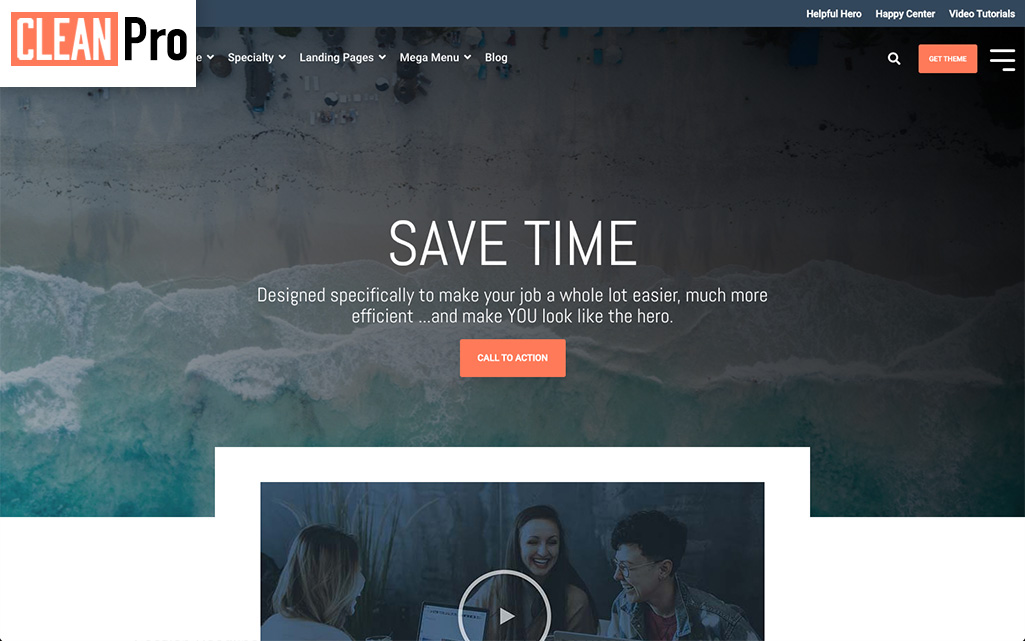 Helpful Hero Happy Center Video Tutorials
CLEAN Pro
Specialty Landing Pages Mega Menu Blog
GET THEME
SAVE TIME
Designed specifically to make your job a whole lot easier, much more
efficient ...and make YOU look like the hero.
CALL TO ACTION